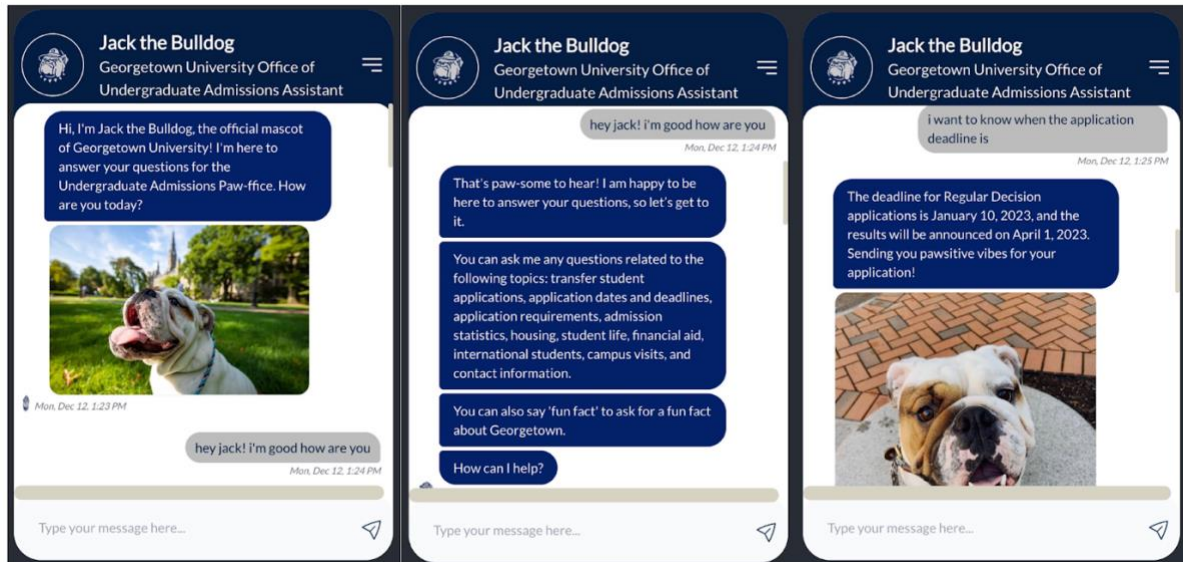 Jack the Bulldog
Georgetown University Office of
Undergraduate Admissions Assistant
Hi, I'm Jack the Bulldog, the official mascot
of Georgetown University! I'm here to
answer your questions for the
Undergraduate Admissions Paw-ffice. How
are you today?
Mon, Dec 12, 1:23 PM
hey jack! i'm good how are you
Mon, Dec 12, 1:24 PM
Type your message here...
Jack the Bulldog
Georgetown University Office of
Undergraduate Admissions Assistant
hey jack! i'm good how are you
Mon, Dec 12, 1:24 PM
That's paw-some to hear! I am happy to be
here to answer your questions, so let's get to
it.
You can ask me any questions related to the
following topics: transfer student
applications, application dates and deadlines,
application requirements, admission
statistics, housing, student life, financial aid,
international students, campus visits, and
contact information.
You can also say 'fun fact' to ask for a fun fact
about Georgetown.
How can I help?
Type your message here...
Jack the Bulldog
Georgetown University Office of
Undergraduate Admissions Assistant
i want to know when the application
deadline is
Mon, Dec 12, 1:25 PM
The deadline for Regular Decision
applications is January 10, 2023, and the
results will be announced on April 1, 2023.
Sending you pawsitive vibes for your
application!
Type your message here...